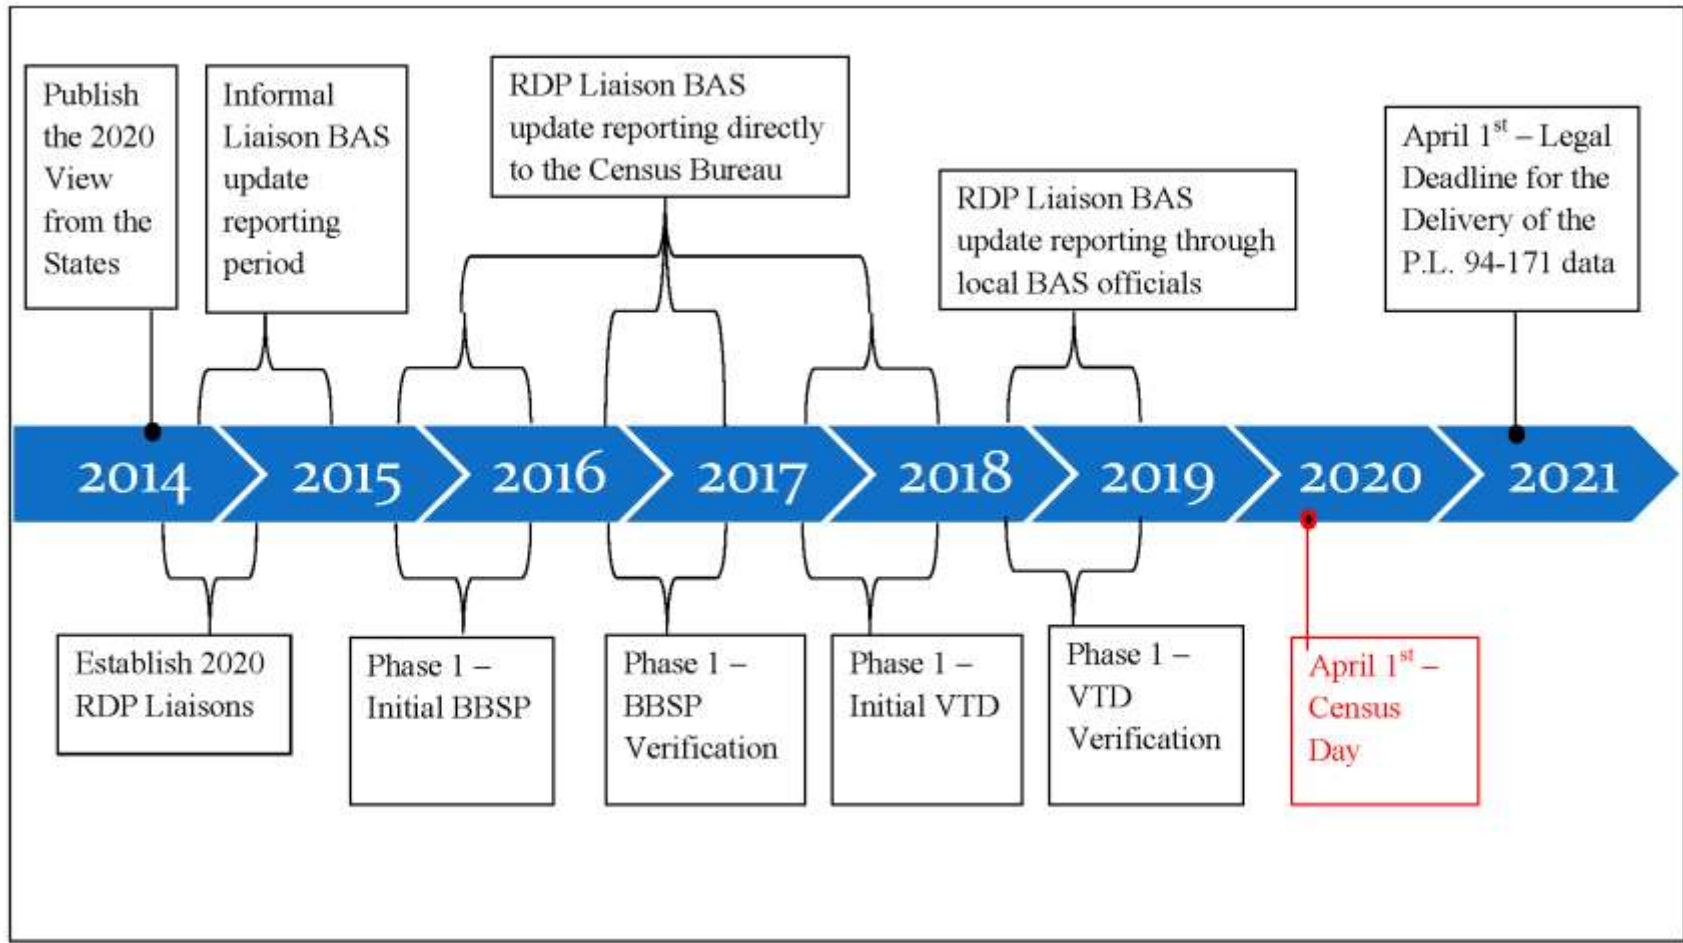 Publish
the 2020
View
from the
States
Informal
Liaison BAS
update
reporting
period
RDP Liaison BAS
update reporting directly
to the Census Bureau
RDP Liaison BAS
update reporting through
local BAS officials
April 1st – Legal
Deadline for the
Delivery of the
P.L. 94-171 data
2014
2015
2016
2017
2018
2019
2020
2021
Establish 2020
RDP Liaisons
Phase 1 –
Initial BBSP
Phase 1 –
BBSP
Verification
Phase 1 –
Initial VTD
Phase 1 –
VTD
Verification
April 1st –
Census
Day